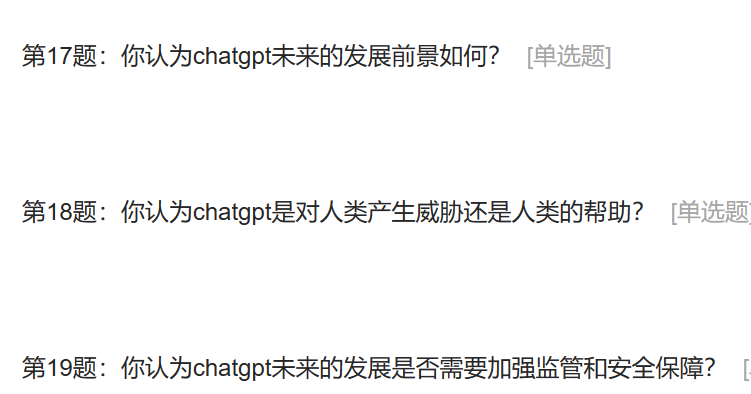 第17题：你认为chatgpt未来的发展前景如何？ [单选题]
第18题：你认为chatgpt是对人类产生威胁还是人类的帮助？ [单选题]
第19题：你认为chatgpt未来的发展是否需要加强监管和安全保障？ [